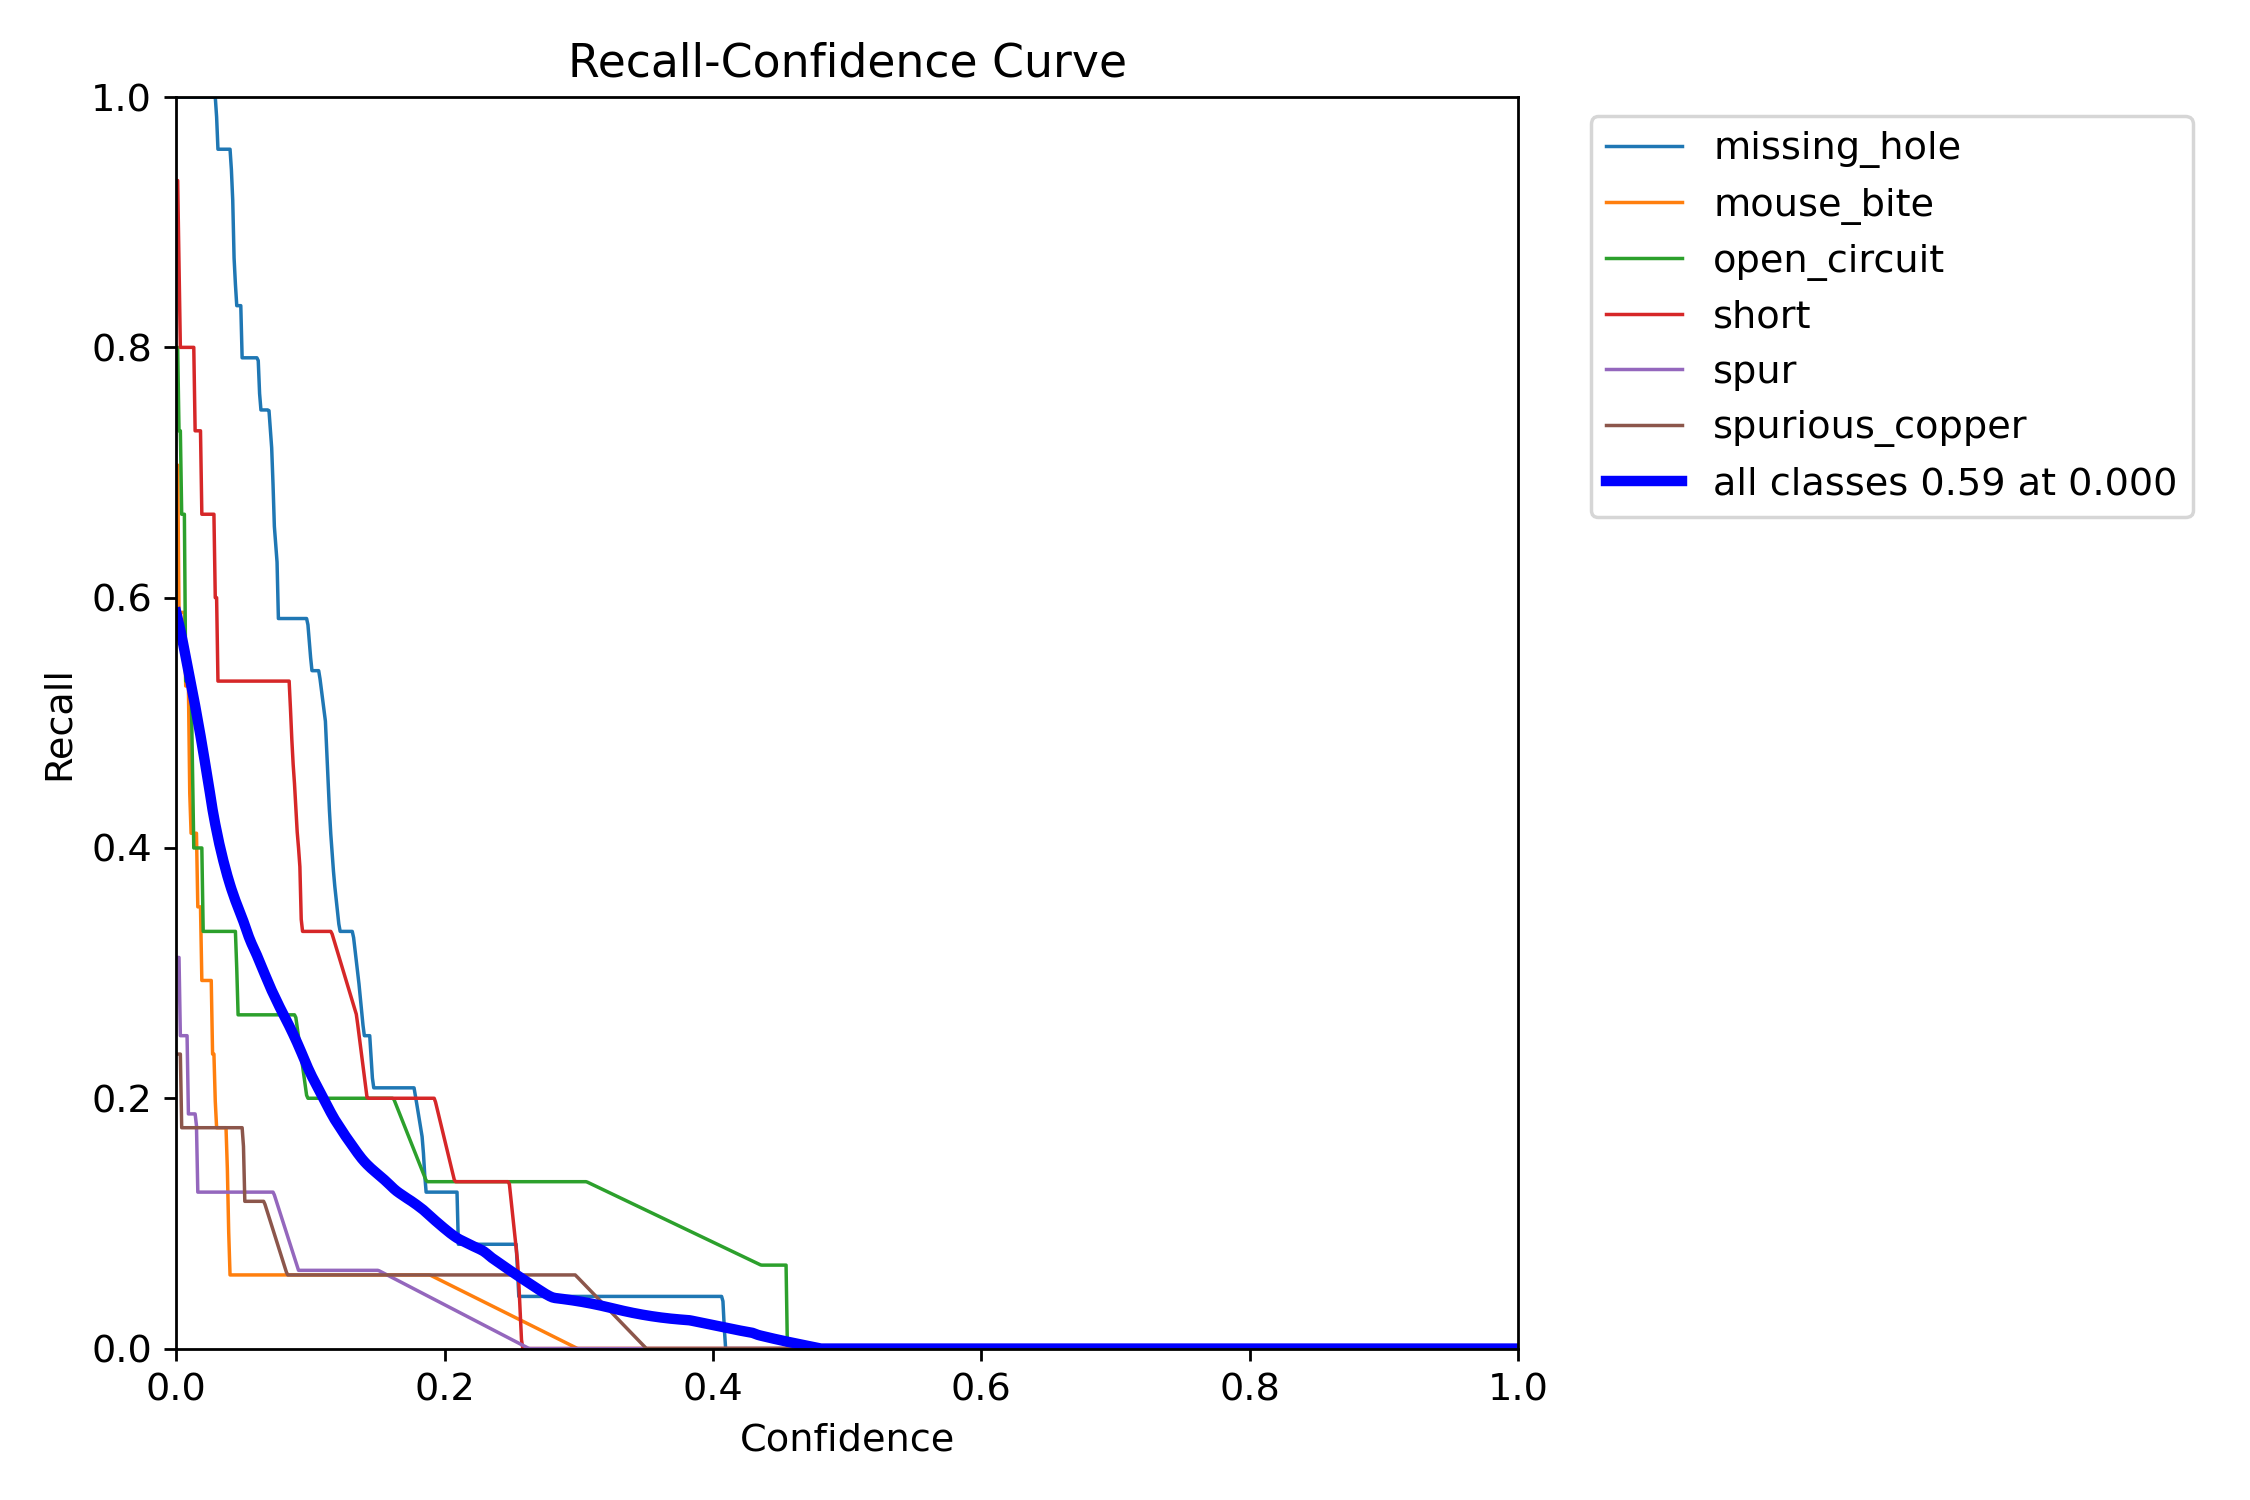 Recall-Confidence Curve
1.0
0.8
0.6
0.4
0.2
0.0
Recall
0.0 0.2 0.4 0.6 0.8 1.0
Confidence
missing_hole
mouse_bite
open_circuit
short
spur
spurious_copper
all classes 0.59 at 0.000